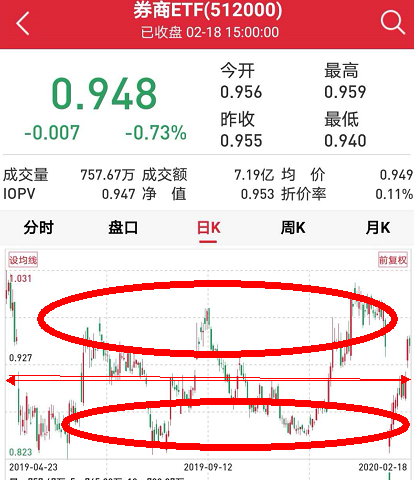 券商ETF(512000)
已收盘 02-18 15:00:00
0.948
-0.007 -0.73%
今开 最高
0.956 0.959
昨收 最低
0.955 0.940
成交量 757.67万 成交额 7.19亿 均 价 0.949
IOPV 0.947 净 值 0.953 折价率 0.11%
分时 盘口 日K 周K 月K
设均线 前复权
1.031
0.927
0.823
2019-04-23 2019-09-12 2020-02-18